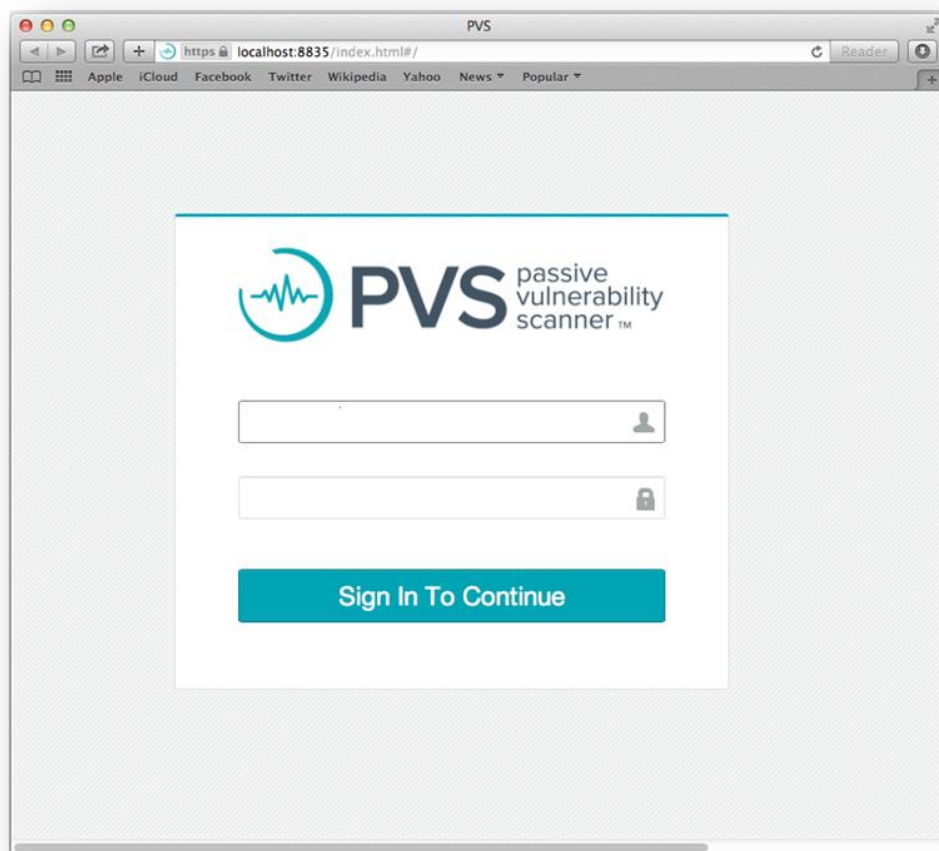 PVS
https localhost:8835/index.html#/
Reader
Apple iCloud Facebook Twitter Wikipedia Yahoo News Popular
PVS passive
vulnerability
scanner ™
Sign In To Continue